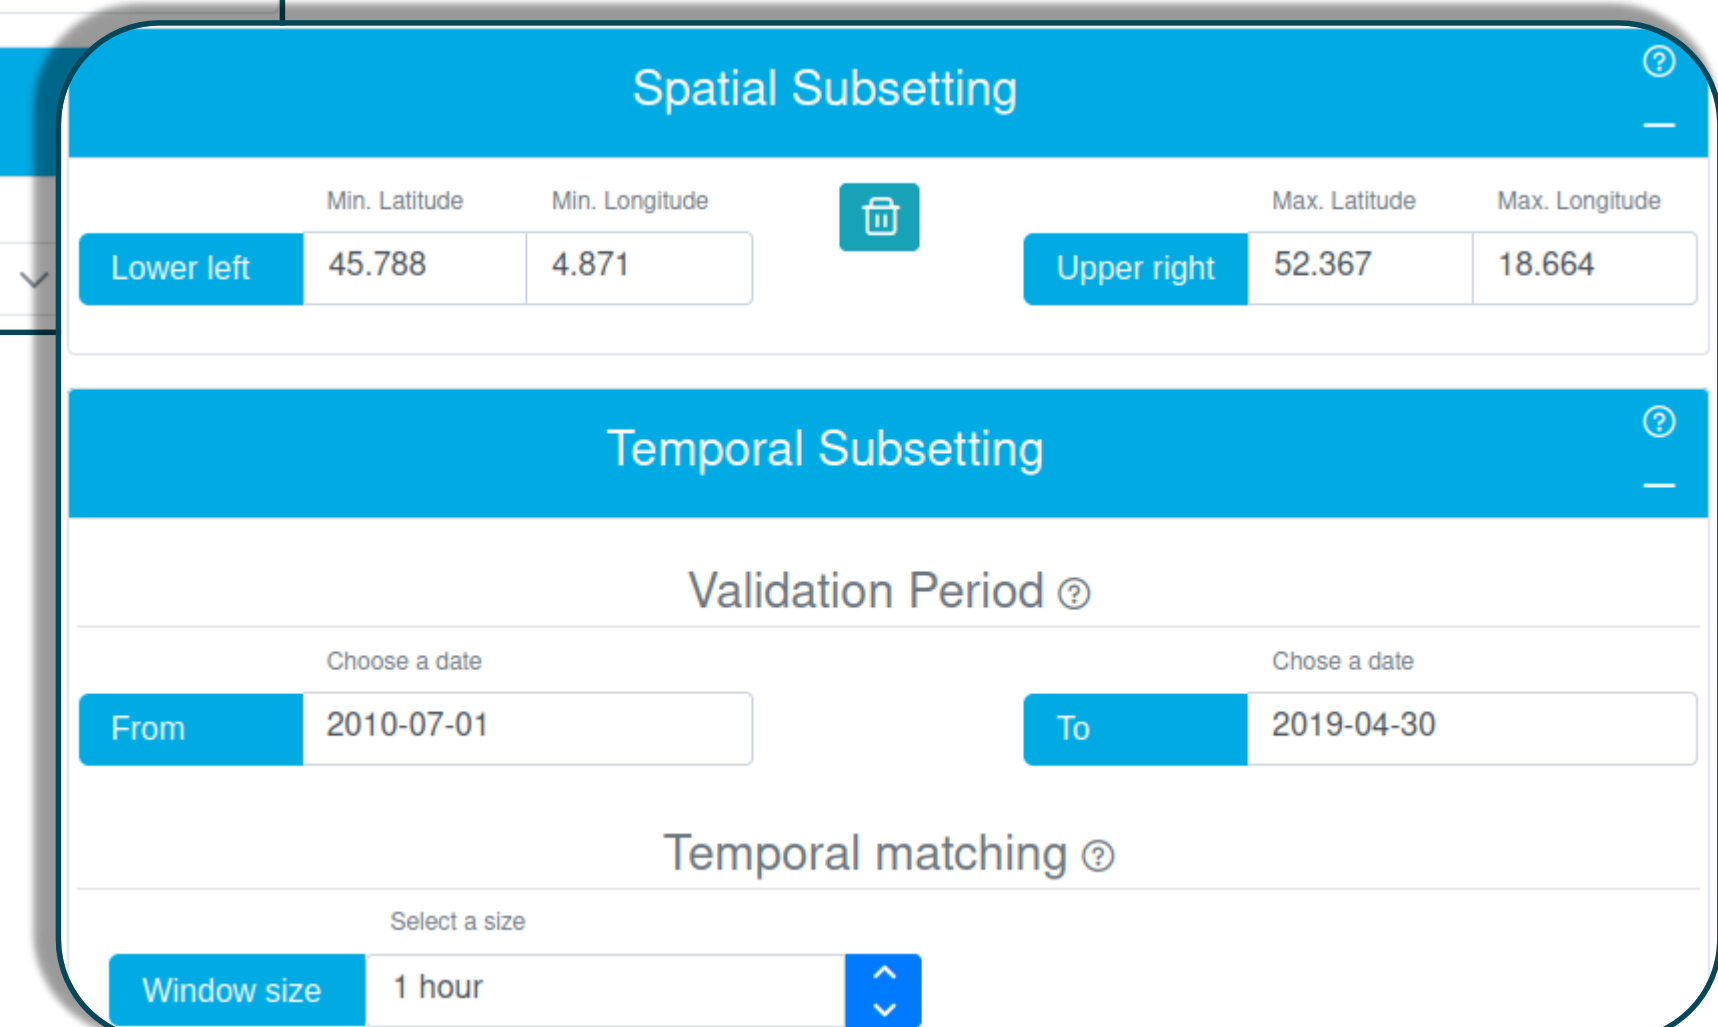 Spatial Subsetting
Min. Latitude Min. Longitude Max. Latitude Max. Longitude
Lower left 45.788 4.871 Upper right 52.367 18.664
Temporal Subsetting
Validation Period
Choose a date Chose a date
From 2010-07-01 To 2019-04-30
Temporal matching
Select a size
Window size 1 hour